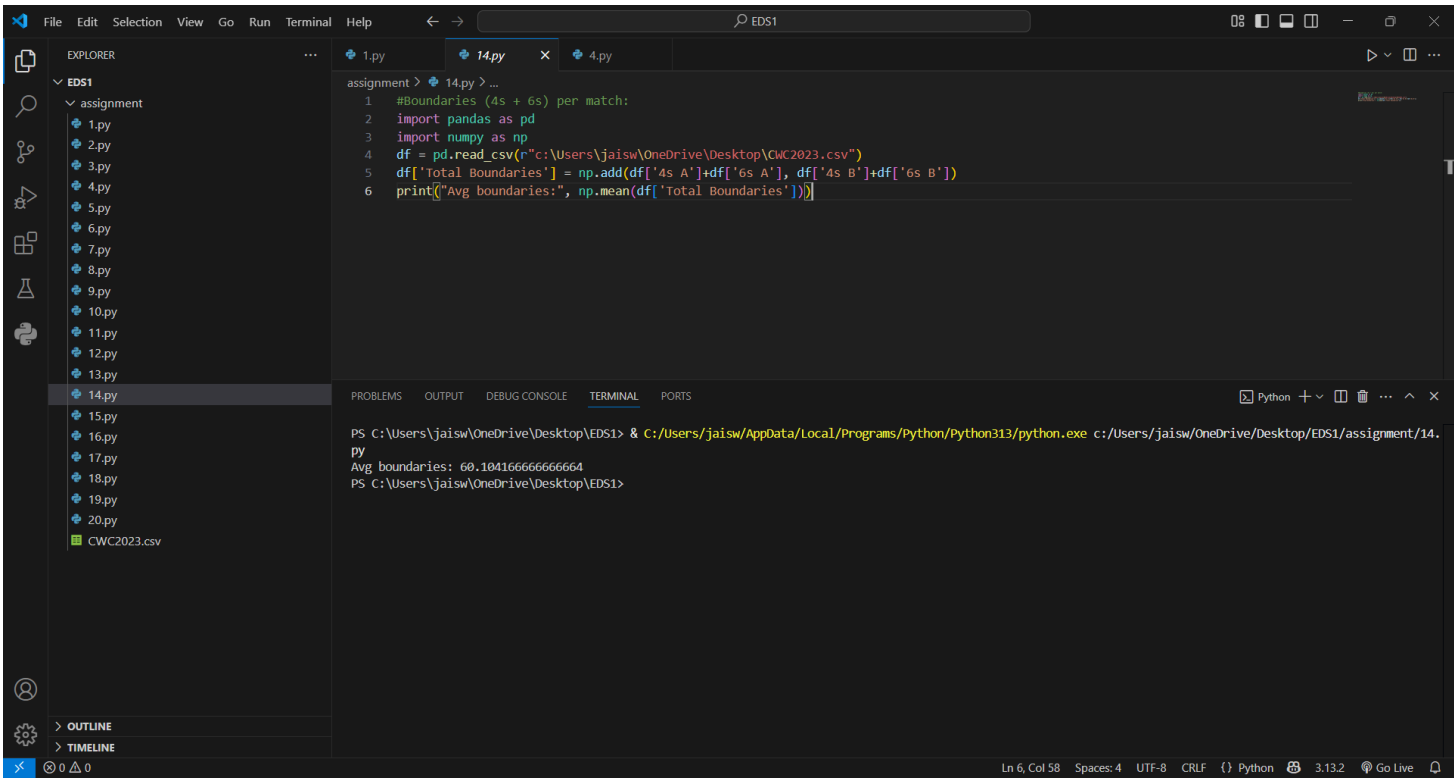 File Edit Selection View Go Run Terminal Help
EDS1
EXPLORER
EDS1
assignment
1.py
2.py
3.py
4.py
5.py
6.py
7.py
8.py
9.py
10.py
11.py
12.py
13.py
14.py
15.py
16.py
17.py
18.py
19.py
20.py
CWC2023.csv
OUTLINE
TIMELINE
1.py 14.py 4.py
assignment > 14.py > ...
1 #Boundaries (4s + 6s) per match:
2 import pandas as pd
3 import numpy as np
4 df = pd.read_csv(r"c:\Users\jaisw\OneDrive\Desktop\CWC2023.csv")
5 df['Total Boundaries'] = np.add(df['4s A']+df['6s A'], df['4s B']+df['6s B'])
6 print("Avg boundaries:", np.mean(df['Total Boundaries']))
PROBLEMS OUTPUT DEBUG CONSOLE TERMINAL PORTS
Python
PS C:\Users\jaisw\OneDrive\Desktop\EDS1> & C:/Users/jaisw/AppData/Local/Programs/Python/Python313/python.exe c:/Users/jaisw/OneDrive/Desktop/EDS1/assignment/14.
py
Avg boundaries: 60.104166666666664
PS C:\Users\jaisw\OneDrive\Desktop\EDS1>
0 0 Ln 6, Col 58 Spaces: 4 UTF-8 CRLF {} Python 3.13.2 Go Live